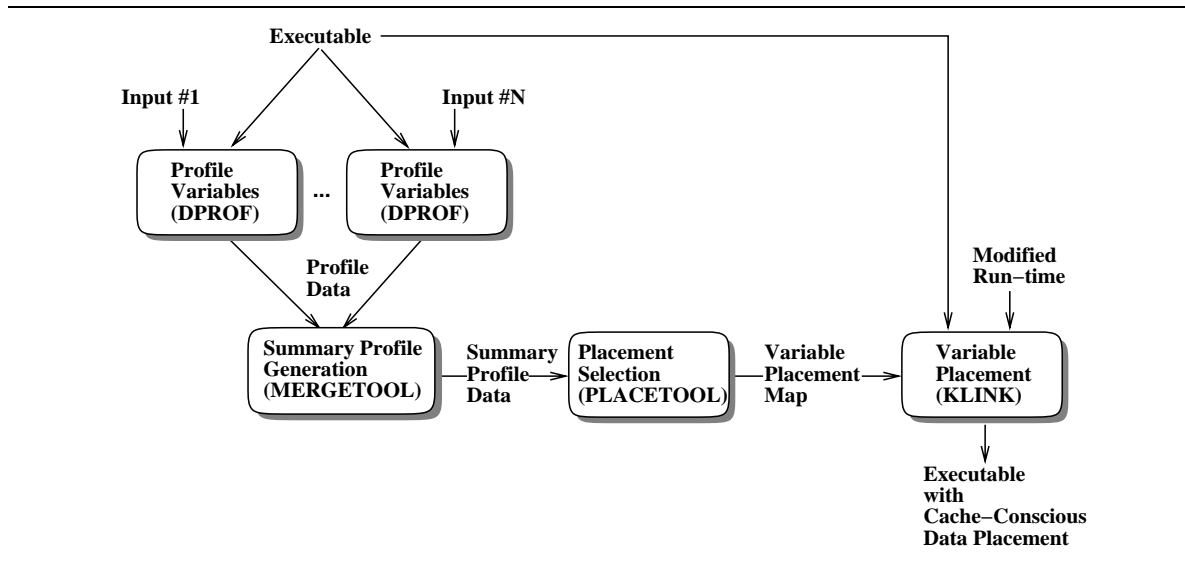 Executable
Input #1
Input #N
Profile
Variables
(DPROF)
...
Profile
Variables
(DPROF)
Profile
Data
Modified
Run−time
Summary Profile
Generation
(MERGETOOL)
Summary
Profile
Data
Placement
Selection
(PLACETOOL)
Variable
Placement
Map
Variable
Placement
(KLINK)
Executable
with
Cache−Conscious
Data Placement